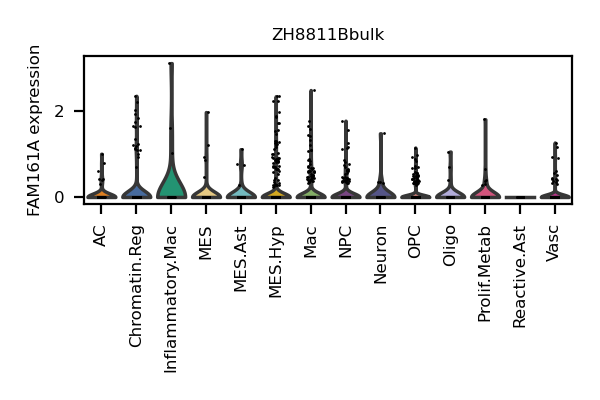 ZH8811Bbulk
FAM161A expression
2
0
AC
Chromatin.Reg
Inflammatory.Mac
MES
MES.Ast
MES.Hyp
Mac
NPC
Neuron
OPC
Oligo
Prolif.Metab
Reactive.Ast
Vasc